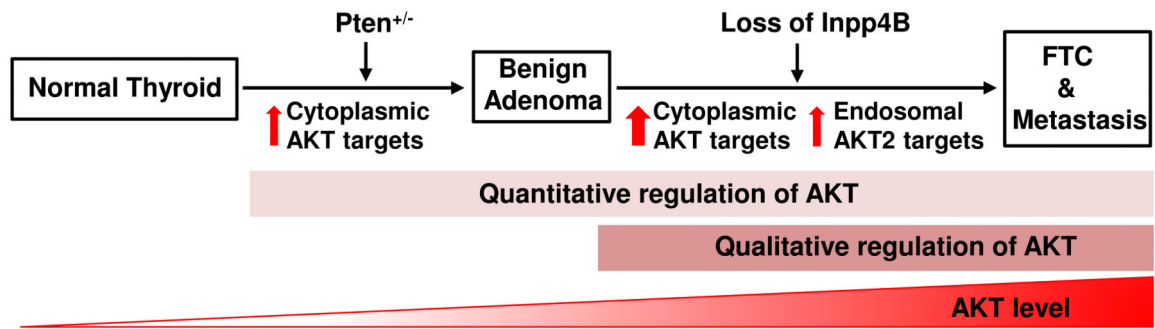 Pten+/-
Loss of Inpp4B
Normal Thyroid
Benign
Adenoma
FTC
&
Metastasis
Cytoplasmic
AKT targets
Cytoplasmic
AKT targets
Endosomal
AKT2 targets
Quantitative regulation of AKT
Qualitative regulation of AKT
AKT level